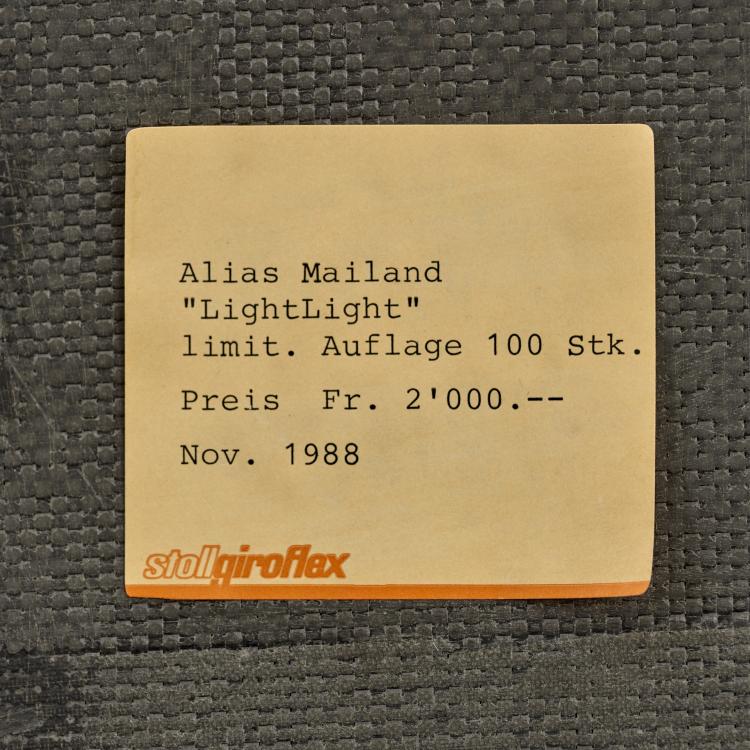 Alias Mailand
"LightLight"
limit. Auflage 100 Stk.
Preis  Fr. 2'000.--
Nov. 1988
stollgiroflex